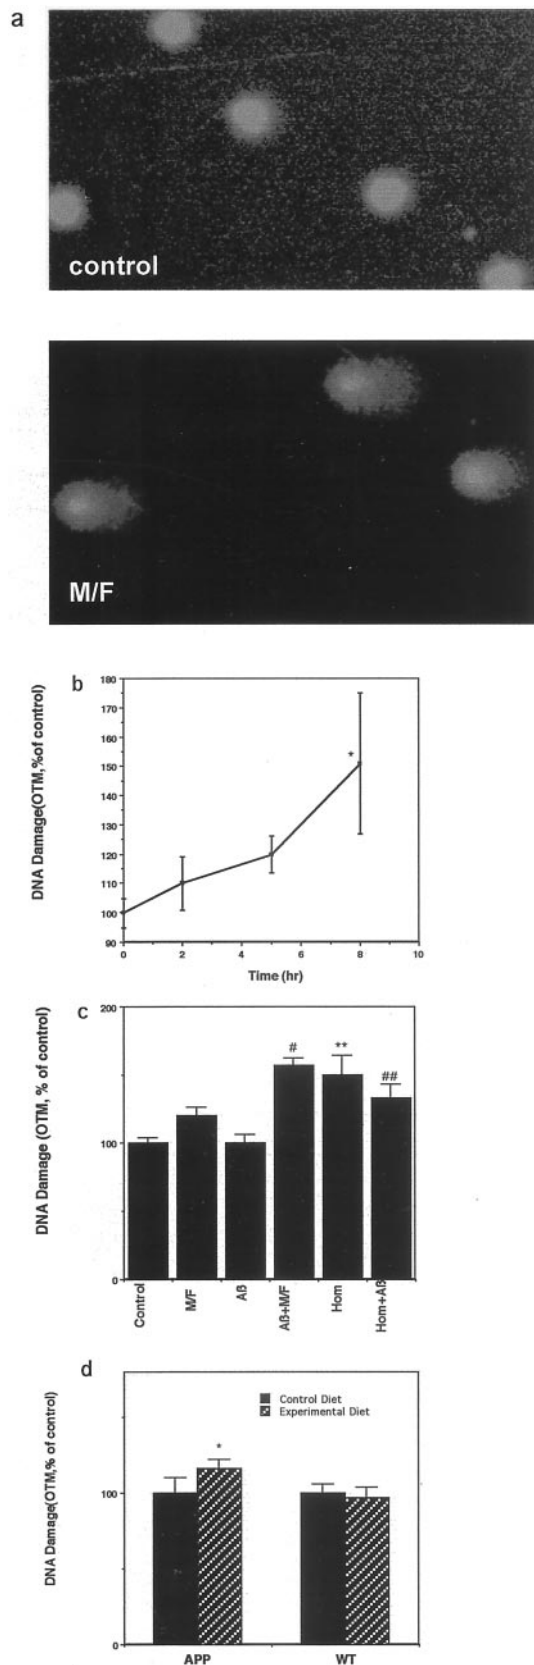 a
control
M/F
b
DNA Damage(OTM,%of control)
180
170
160
150
140
130
120
110
100
90
*
0
2
4
6
8
10
Time (hr)
c
DNA Damage (OTM, % of control)
200
100
0
#
**
##
Control
M/F
Aß
Aß+M/F
Hom
Hom+Aß
d
DNA Damage(OTM,% of control)
Control Diet
Experimental Diet
*
100
0
APP
WT